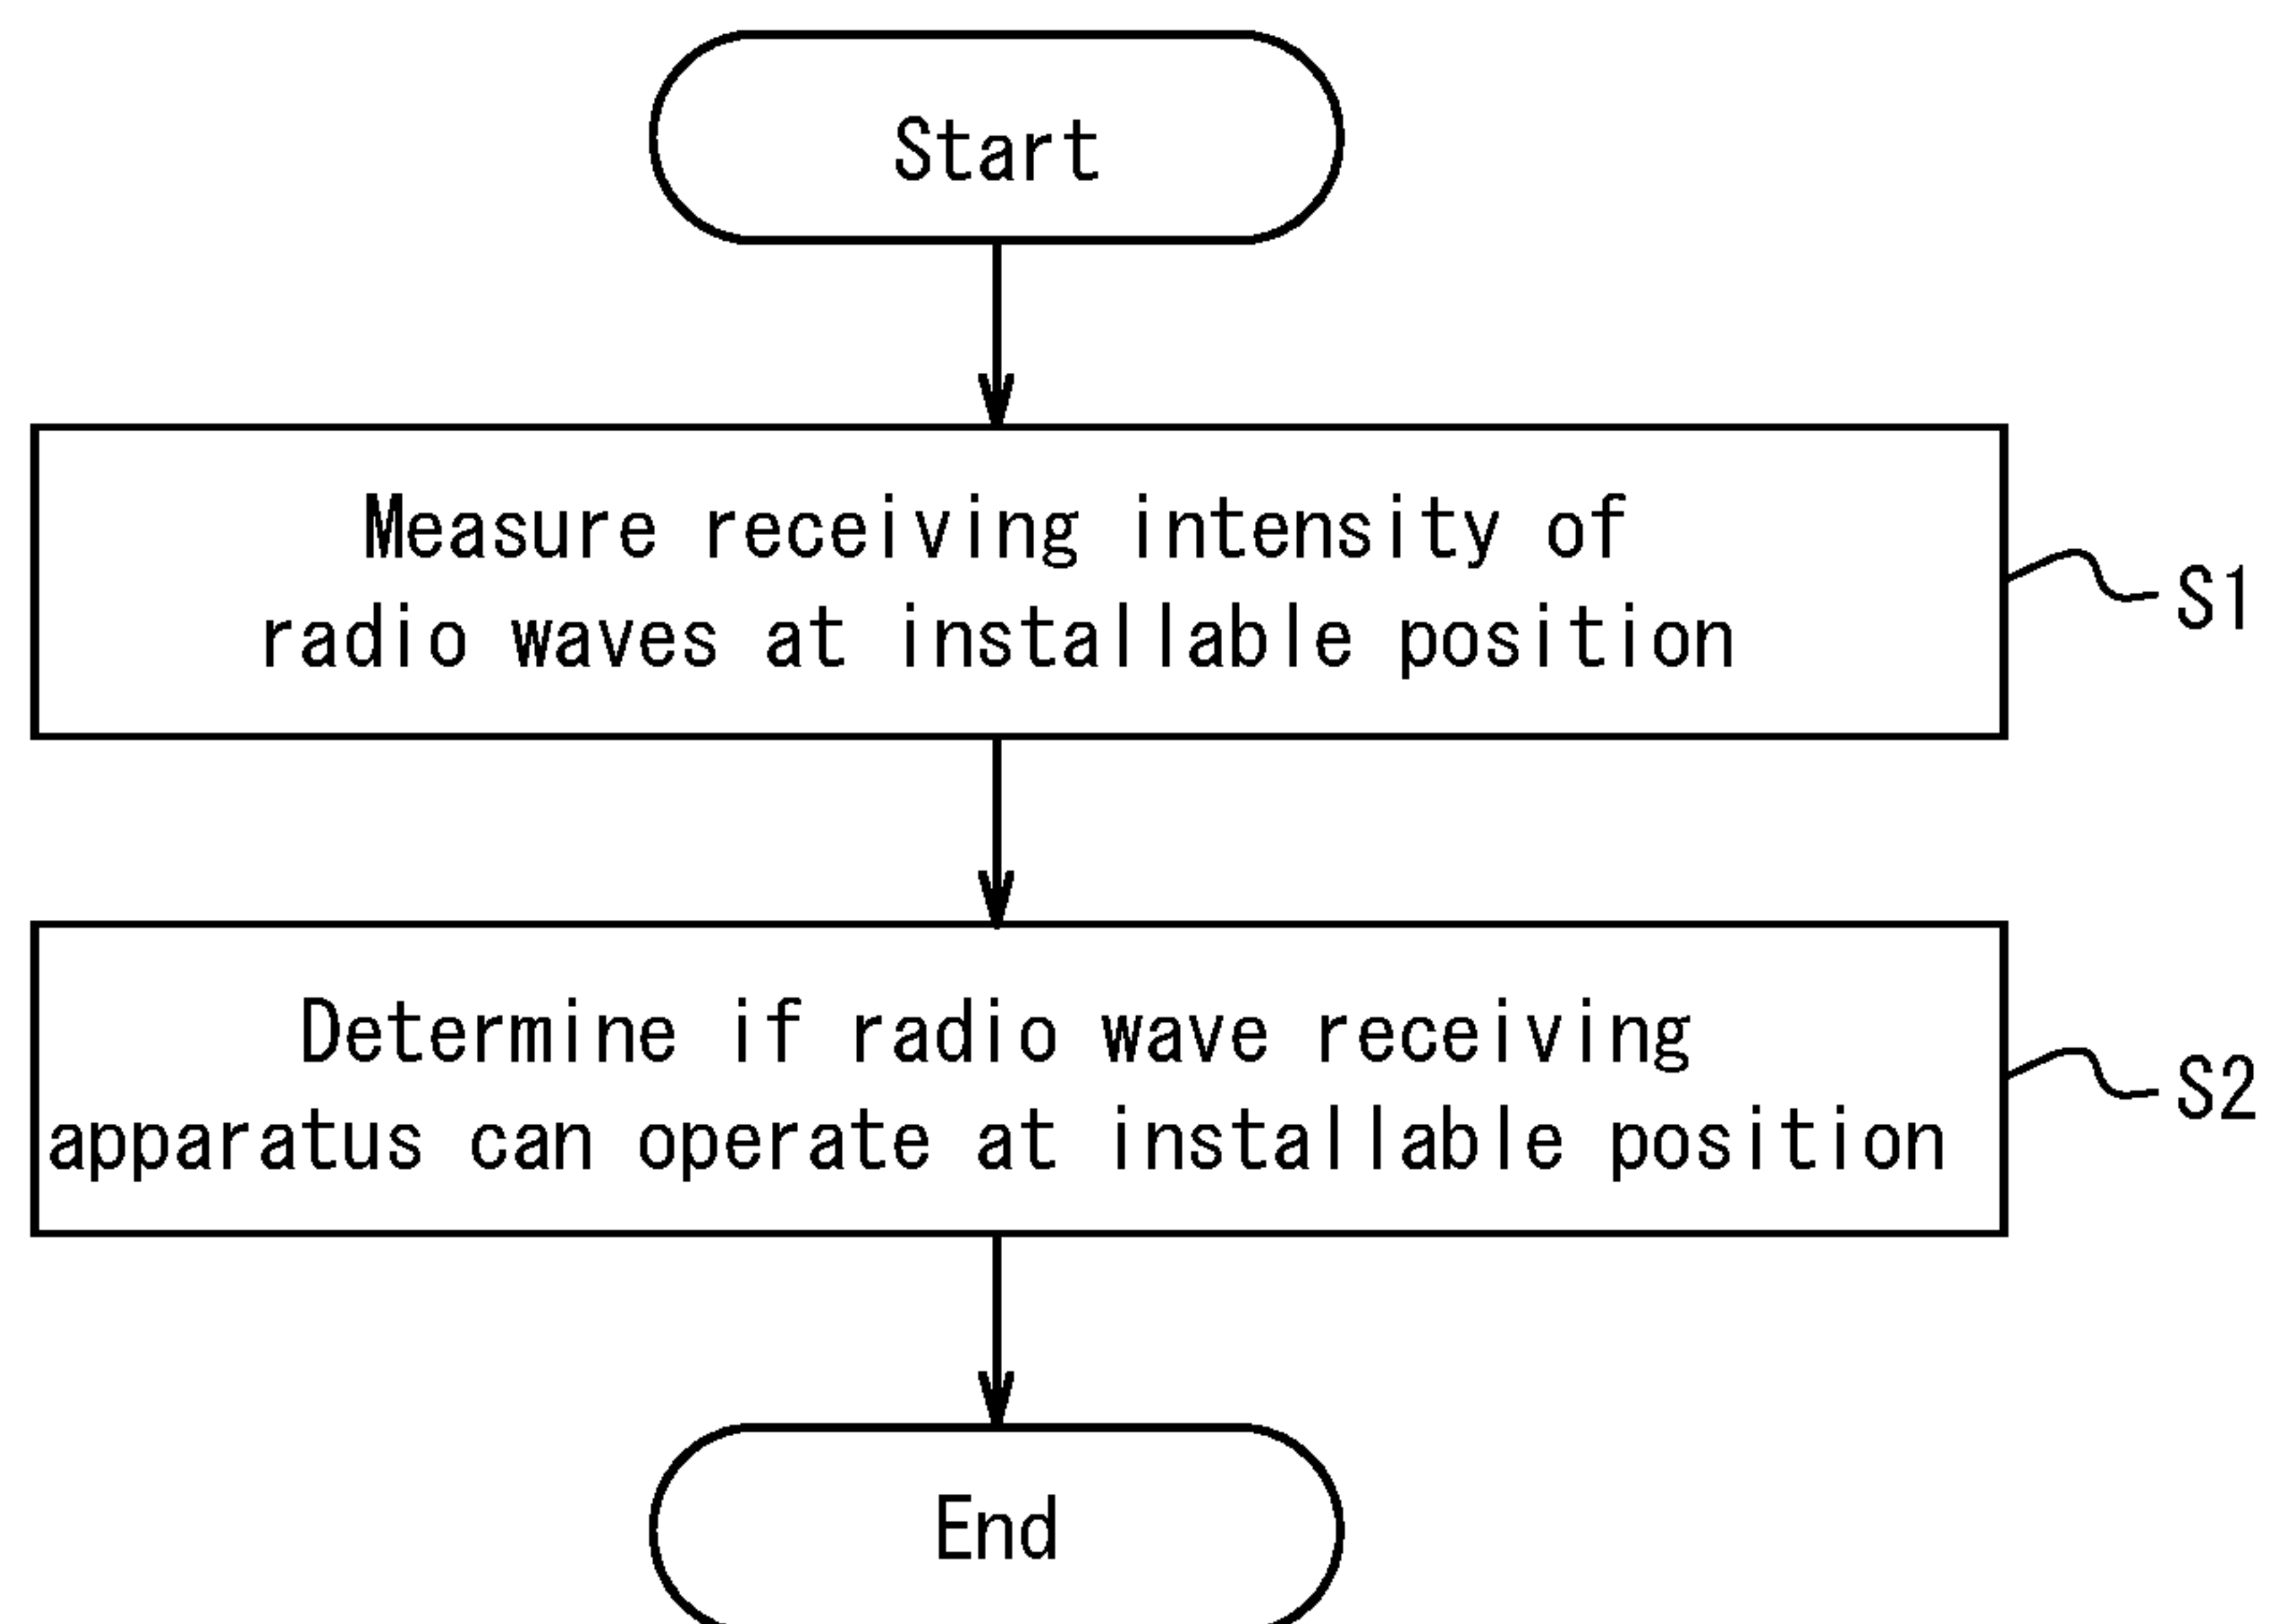 Start
Measure receiving intensity of
radio waves at installable position
S1
Determine if radio wave receiving
apparatus can operate at installable position
S2
End